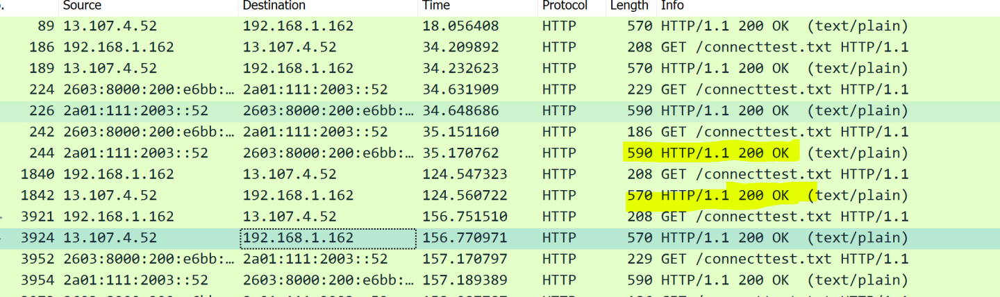 Source Destination Time Protocol Length Info
89 13.107.4.52 192.168.1.162 18.056408 HTTP 570 HTTP/1.1 200 OK (text/plain)
186 192.168.1.162 13.107.4.52 34.209892 HTTP 208 GET /connecttest.txt HTTP/1.1
189 13.107.4.52 192.168.1.162 34.232623 HTTP 570 HTTP/1.1 200 OK (text/plain)
224 2603:8000:200:e6bb:… 2a01:111:2003::52 34.631909 HTTP 229 GET /connecttest.txt HTTP/1.1
226 2a01:111:2003::52 2603:8000:200:e6bb:… 34.648686 HTTP 590 HTTP/1.1 200 OK (text/plain)
242 2603:8000:200:e6bb:… 2a01:111:2003::52 35.151160 HTTP 186 GET /connecttest.txt HTTP/1.1
244 2a01:111:2003::52 2603:8000:200:e6bb:… 35.170762 HTTP 590 HTTP/1.1 200 OK (text/plain)
1840 192.168.1.162 13.107.4.52 124.547323 HTTP 208 GET /connecttest.txt HTTP/1.1
1842 13.107.4.52 192.168.1.162 124.560722 HTTP 570 HTTP/1.1 200 OK (text/plain)
3921 192.168.1.162 13.107.4.52 156.751510 HTTP 208 GET /connecttest.txt HTTP/1.1
3924 13.107.4.52 192.168.1.162 156.770971 HTTP 570 HTTP/1.1 200 OK (text/plain)
3952 2603:8000:200:e6bb:… 2a01:111:2003::52 157.170797 HTTP 229 GET /connecttest.txt HTTP/1.1
3954 2a01:111:2003::52 2603:8000:200:e6bb:… 157.189389 HTTP 590 HTTP/1.1 200 OK (text/plain)